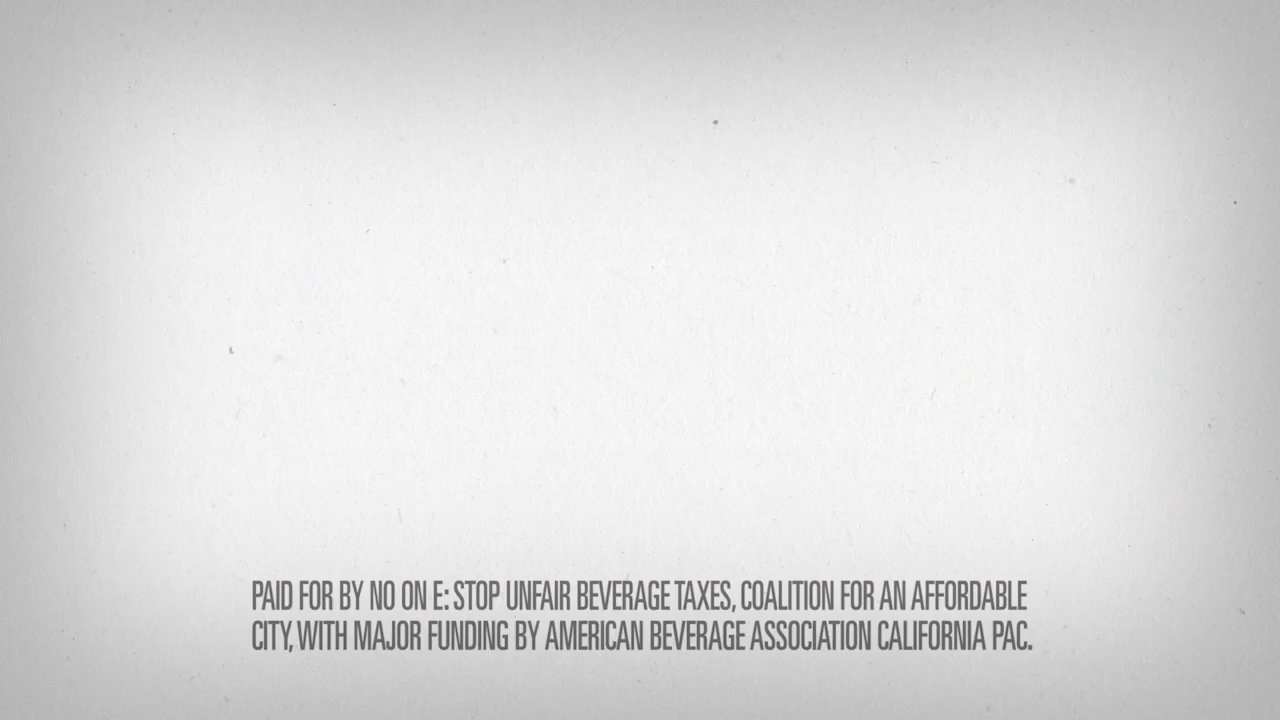 PAID FOR BY NO ON E: STOP UNFAIR BEVERAGE TAXES, COALITION FOR AN AFFORDABLE
CITY, WITH MAJOR FUNDING BY AMERICAN BEVERAGE ASSOCIATION CALIFORNIA PAC.